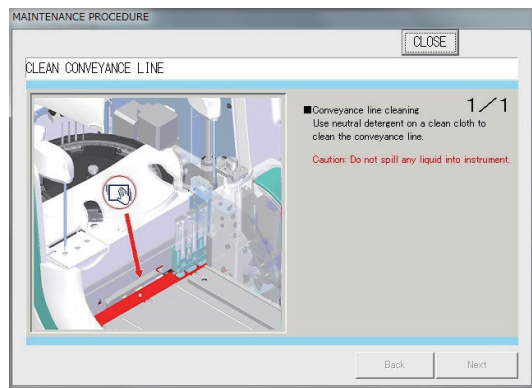 MAINTENANCE PROCEDURE
CLOSE
CLEAN CONVEYANCE LINE
■Conveyance line cleaning 1/1
Use neutral detergent on a clean cloth to
clean the conveyance line.
Caution: Do not spill any liquid into instrument.
Back Next